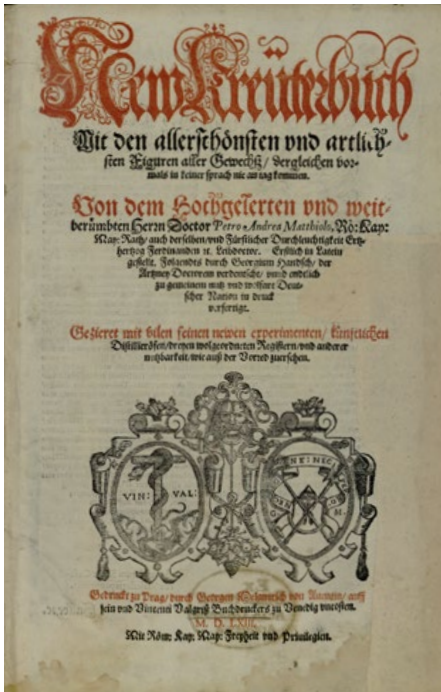 New Kreüterbuch
Mit den allerschönsten vnd artlich-
sten Figuren aller Gewechß / dergleichen vor-
mals in keiner sprach nie an tag kommen.
Von dem Hochgelerten vnd weit-
berümbten Herrn Doctor Petro Andrea Matthiolo, Rö: Kay:
May: Rath / auch derselben / vnd Fürstlicher Durchleuchtigkeit Ertz-
hertzog Ferdinanden ꝛc. Leibdoctor. Erstlich in Latein
gestellt. Folgendts durch Georgium Handsch / der
Artzney Doctorem verdeutscht / vnnd endtlich
zu gemeinem nutz vnd wolfart Deut-
scher Nation in druck
verfertigt.
Gezieret mit vilen feinen newen experimenten / künstlichen
Distillieröfen / dreyen wolgeordneten Registern / vnd anderer
nutzbarkeit / wie auß der Vorred zuersehen.
VIN: VAL:
G M.
Gedruckt zu Prag / durch Georgen Melantrich von Auentin / auff
sein vnd Vincenti Valgriß Buchdruckers zu Venedig vncosten.
M. D. LXIII.
Mit Röm: Kay: May: Freyheit vnd Priuilegien.